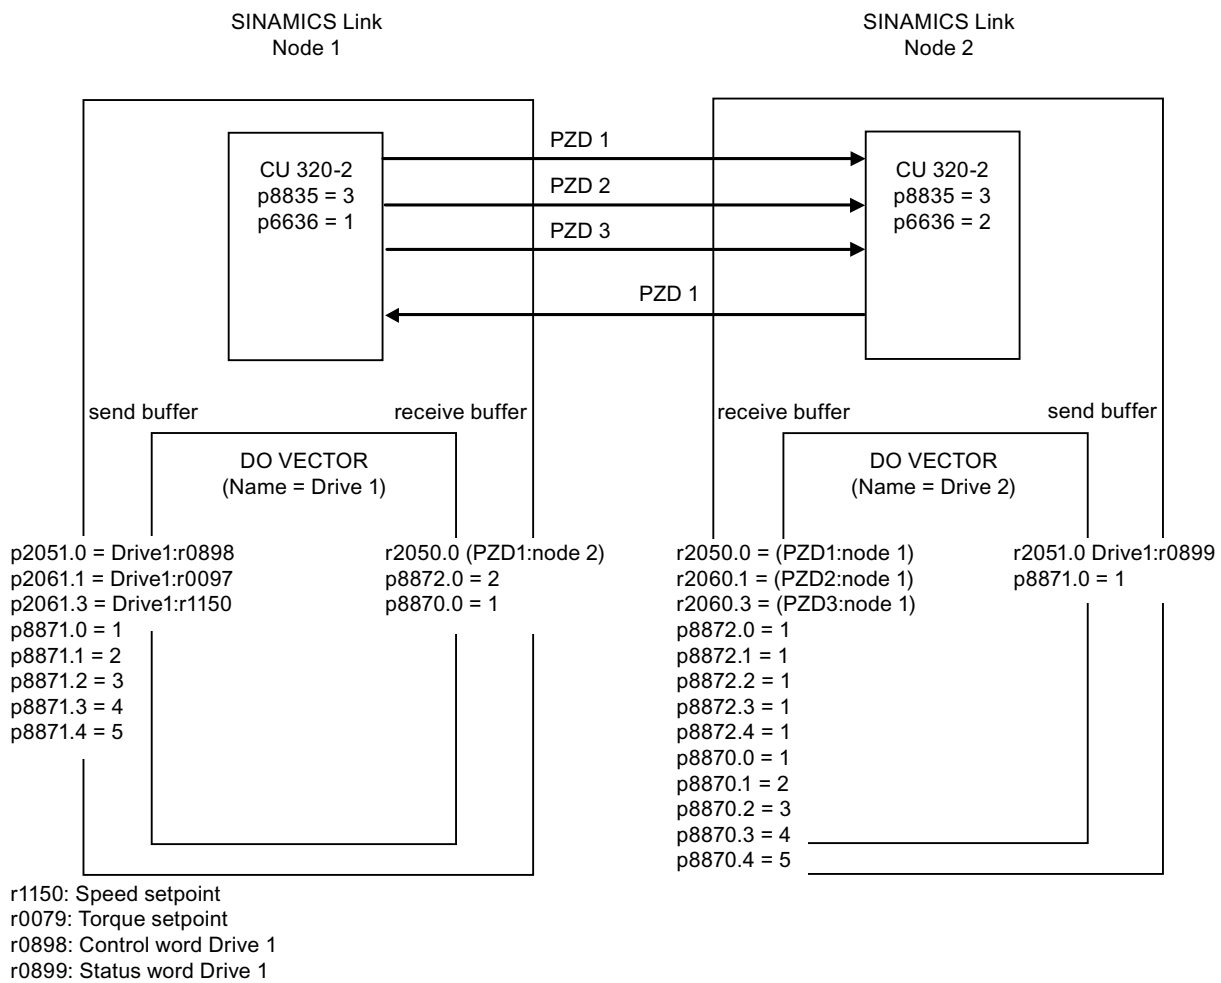 SINAMICS Link
Node 1
SINAMICS Link
Node 2
CU 320-2
p8835 = 3
p6636 = 1
PZD 1
PZD 2
PZD 3
PZD 1
CU 320-2
p8835 = 3
p6636 = 2
send buffer
receive buffer
DO VECTOR
(Name = Drive 1)
p2051.0 = Drive1:r0898
p2061.1 = Drive1:r0097
p2061.3 = Drive1:r1150
p8871.0 = 1
p8871.1 = 2
p8871.2 = 3
p8871.3 = 4
p8871.4 = 5
r2050.0 (PZD1:node 2)
p8872.0 = 2
p8870.0 = 1
receive buffer
send buffer
DO VECTOR
(Name = Drive 2)
r2050.0 = (PZD1:node 1)
r2060.1 = (PZD2:node 1)
r2060.3 = (PZD3:node 1)
p8872.0 = 1
p8872.1 = 1
p8872.2 = 1
p8872.3 = 1
p8872.4 = 1
p8870.0 = 1
p8870.1 = 2
p8870.2 = 3
p8870.3 = 4
p8870.4 = 5
r2051.0 Drive1:r0899
p8871.0 = 1
r1150: Speed setpoint
r0079: Torque setpoint
r0898: Control word Drive 1
r0899: Status word Drive 1